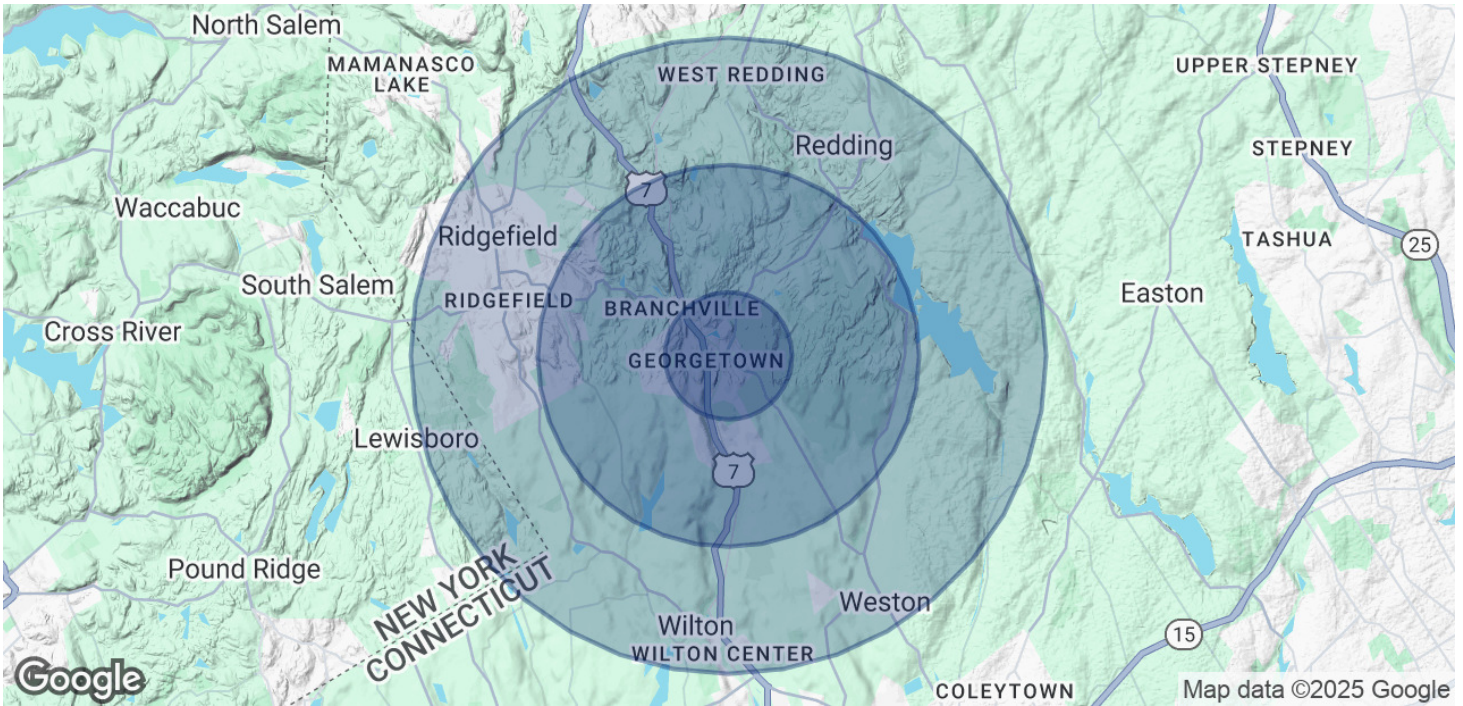 North Salem
MAMANASCO
LAKE
WEST REDDING
UPPER STEPNEY
Redding
STEPNEY
7
Waccabuc
Ridgefield
TASHUA
25
South Salem
RIDGEFIELD
BRANCHVILLE
Easton
Cross River
GEORGETOWN
Lewisboro
7
Pound Ridge
NEW YORK
CONNECTICUT
Weston
Wilton
WILTON CENTER
15
Google
COLEYTOWN
Map data ©2025 Google